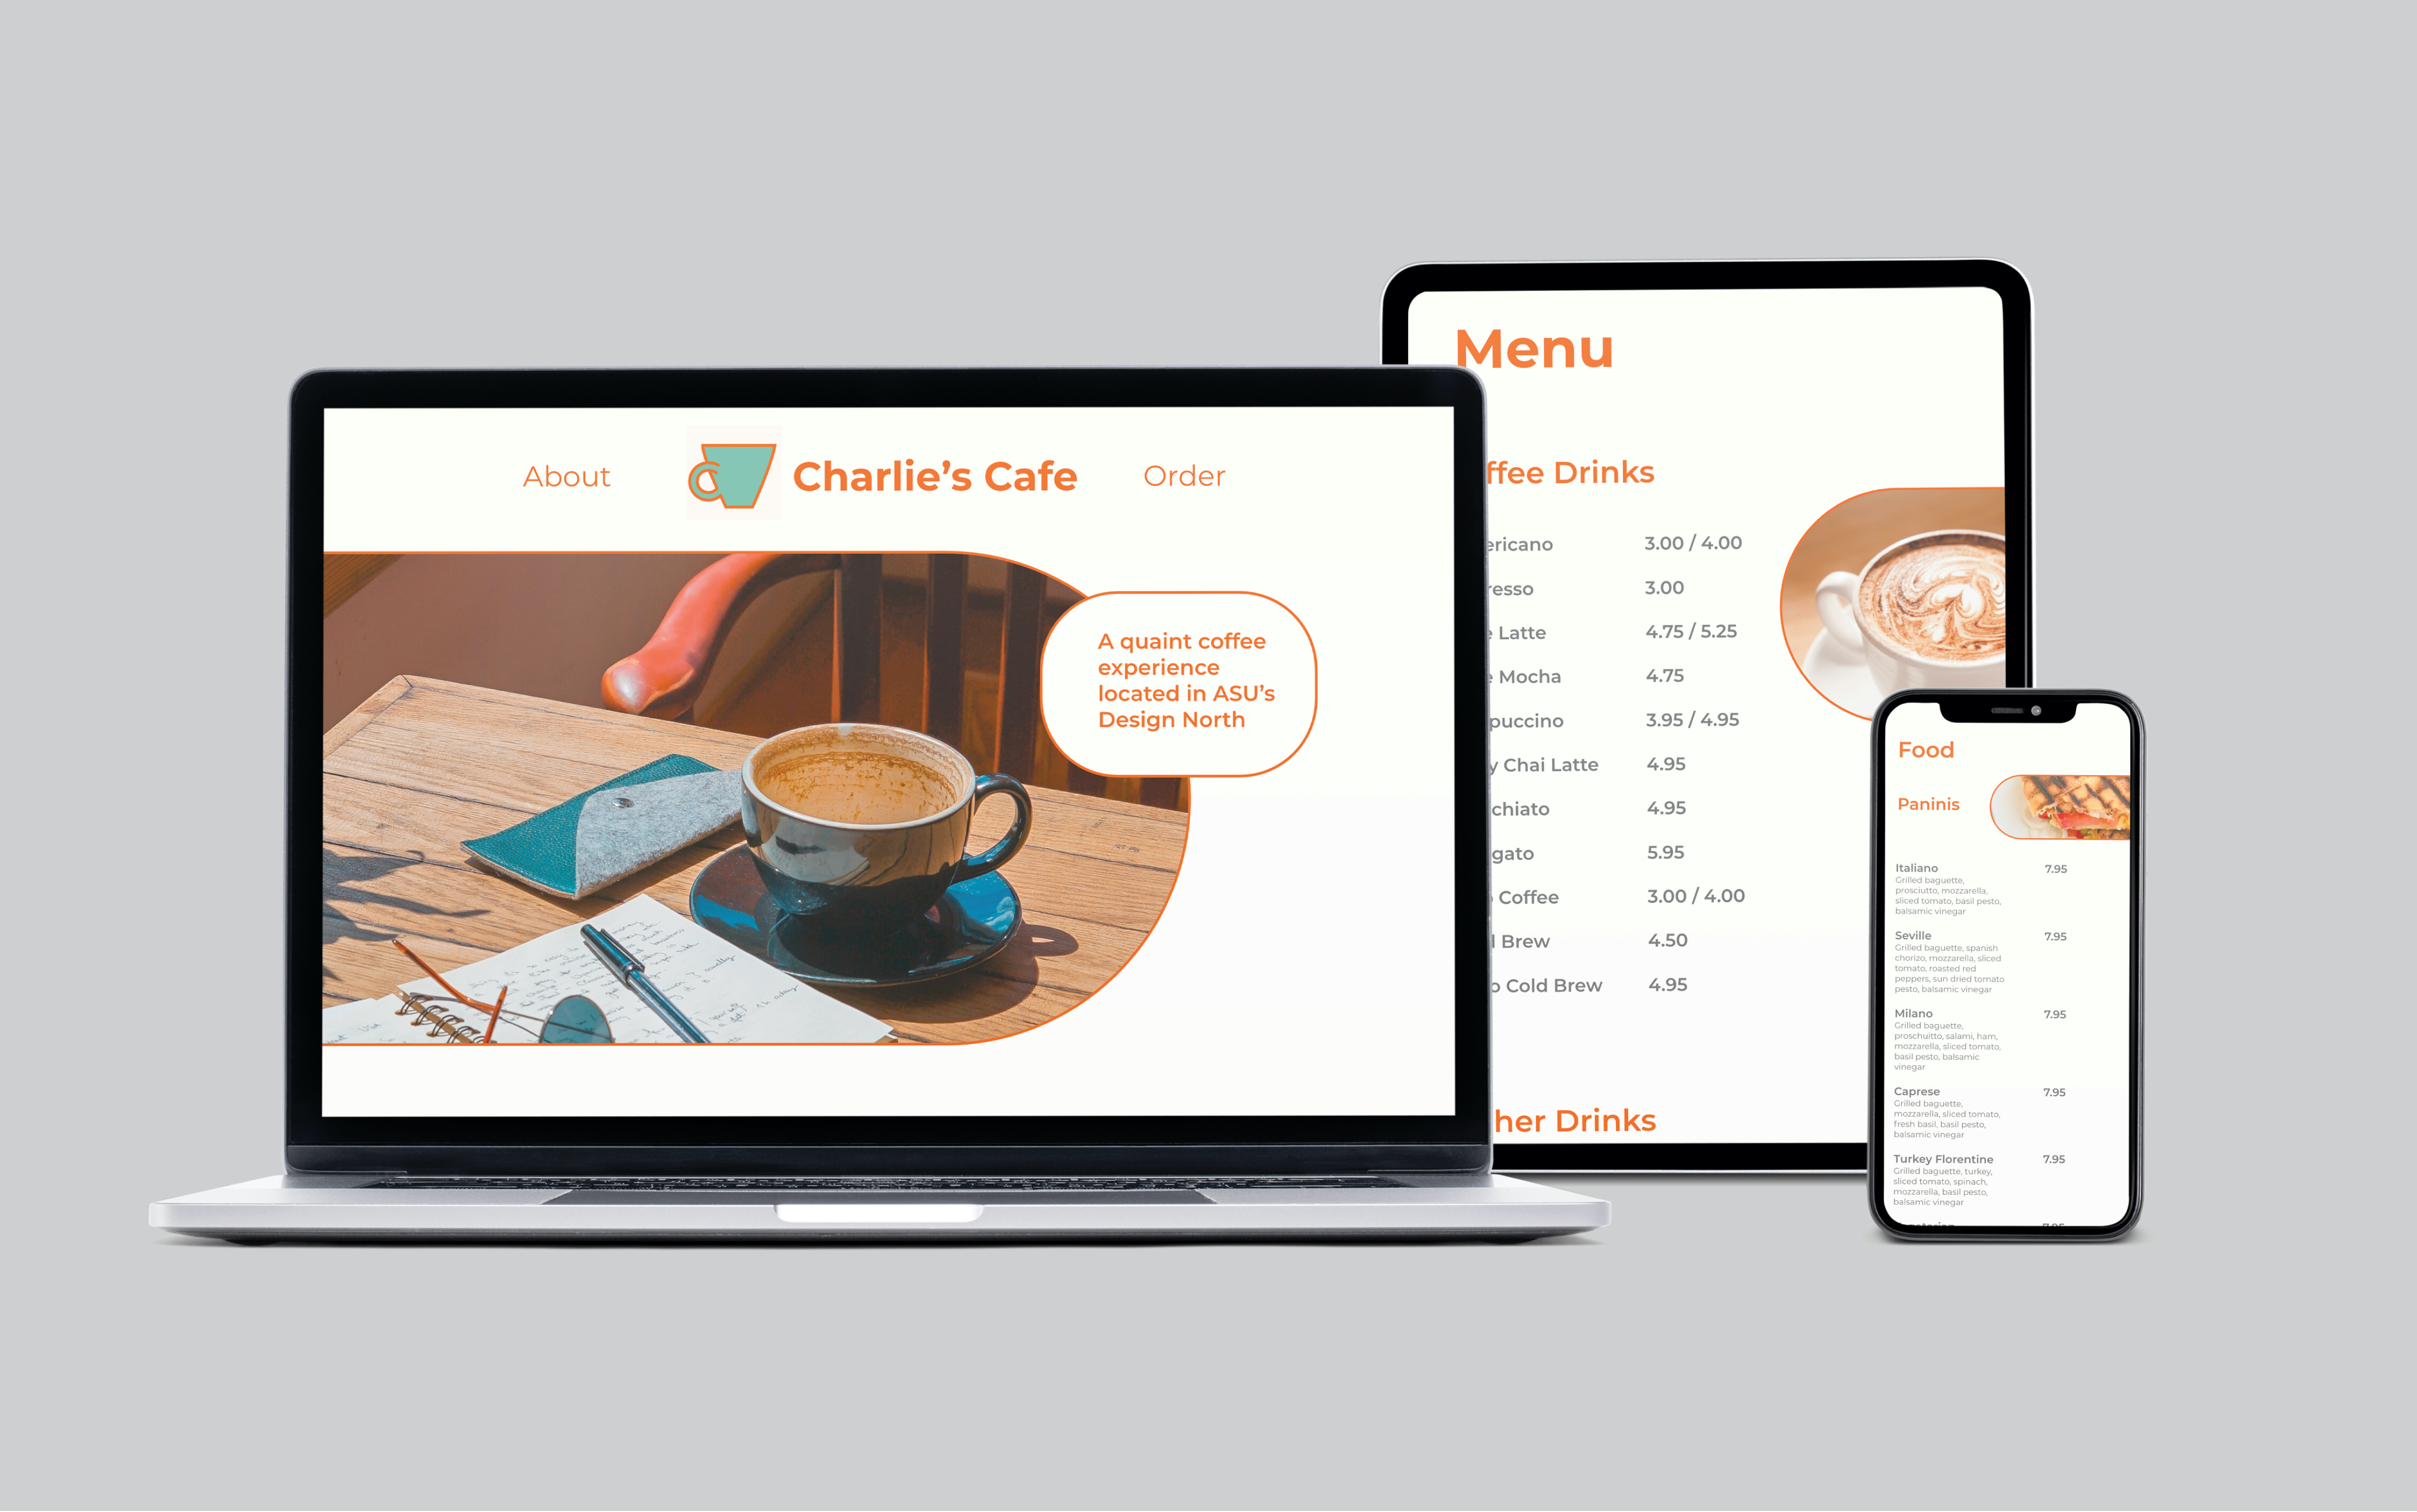 About
Charlie's Cafe
Order
A quaint coffee
experience
located in ASU's
Design North
Menu
ffee Drinks
ericano 3.00 / 4.00
resso 3.00
e Latte 4.75 / 5.25
e Mocha 4.75
puccino 3.95 / 4.95
y Chai Latte 4.95
chiato 4.95
gato 5.95
Coffee 3.00 / 4.00
l Brew 4.50
o Cold Brew 4.95
her Drinks
Food
Paninis
Italiano 7.95
Grilled baguette,
prosciutto, mozzarella,
sliced tomato, basil pesto,
balsamic vinegar
Seville 7.95
Grilled baguette, spanish
chorizo, mozzarella, sliced
tomato, roasted red
peppers, sun dried tomato
pesto, balsamic vinegar
Milano 7.95
Grilled baguette,
proschuitto, salami, ham,
mozzarella, sliced tomato,
basil pesto, balsamic
vinegar
Caprese 7.95
Grilled baguette,
mozzarella, sliced tomato,
fresh basil, basil pesto,
balsamic vinegar
Turkey Florentine 7.95
Grilled baguette, turkey,
sliced tomato, spinach,
mozzarella, basil pesto,
balsamic vinegar